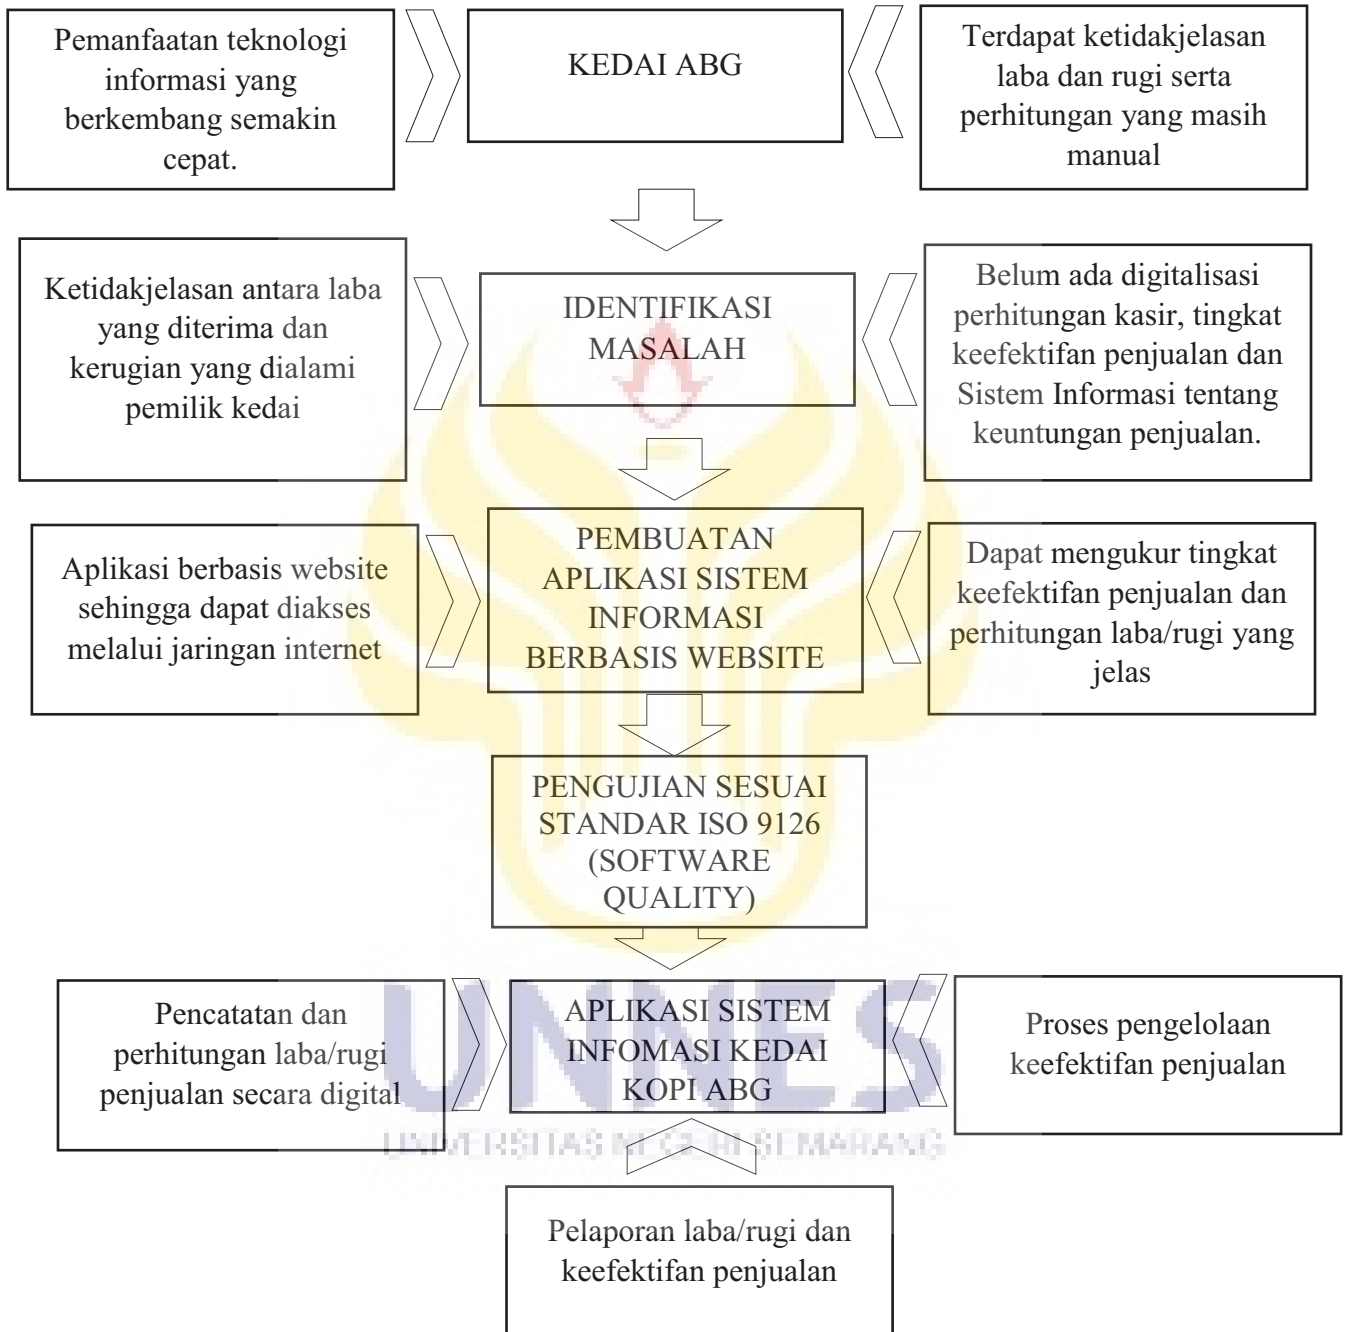 Pemanfaatan teknologi
informasi yang
berkembang semakin
cepat.
KEDAI ABG
Terdapat ketidakjelasan
laba dan rugi serta
perhitungan yang masih
manual
Ketidakjelasan antara laba
yang diterima dan
kerugian yang dialami
pemilik kedai
IDENTIFIKASI
MASALAH
Belum ada digitalisasi
perhitungan kasir, tingkat
keefektifan penjualan dan
Sistem Informasi tentang
keuntungan penjualan.
Aplikasi berbasis website
sehingga dapat diakses
melalui jaringan internet
PEMBUATAN
APLIKASI SISTEM
INFORMASI
BERBASIS WEBSITE
Dapat mengukur tingkat
keefektifan penjualan dan
perhitungan laba/rugi yang
jelas
PENGUJIAN SESUAI
STANDAR ISO 9126
(SOFTWARE
QUALITY)
Pencatatan dan
perhitungan laba/rugi
penjualan secara digital
APLIKASI SISTEM
INFOMASI KEDAI
KOPI ABG
Proses pengelolaan
keefektifan penjualan
UNNES
UNIVERSITAS NEGERI SEMARANG
Pelaporan laba/rugi dan
keefektifan penjualan